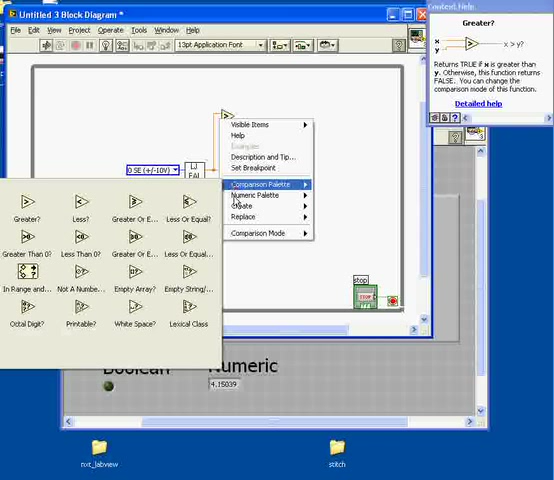 Untitled 3 Block Diagram *
File Edit View Project Operate Tools Window Help
13pt Application Font
Context Help
Greater?
x
y
x > y?
Returns TRUE if x is greater than
y. Otherwise, this function returns
FALSE. You can change the
comparison mode of this function.
Detailed help
Visible Items
Help
Examples
Description and Tip...
Set Breakpoint
Comparison Palette
Numeric Palette
Create
Replace
Comparison Mode
0 SE (+/-10V)
Greater? Less? Greater Or E... Less Or Equal?
Greater Than 0? Less Than 0? Greater Or E... Less Or Equal...
In Range and... Not A Numbe... Empty Array? Empty String/...
Octal Digit? Printable? White Space? Lexical Class
stop
STOP
Boolean Numeric
4.15039
nxt_labview
stitch